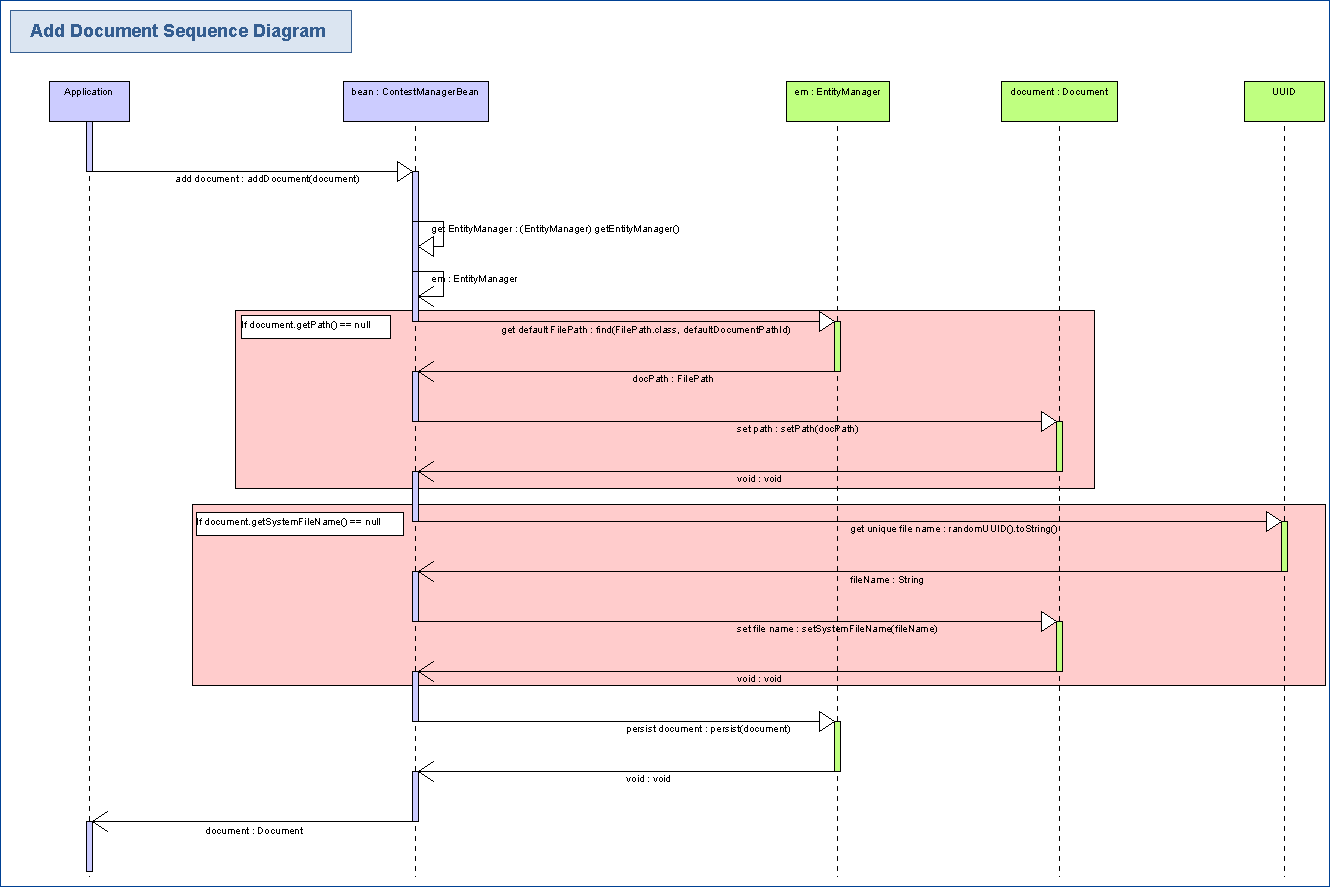 Add Document Sequence Diagram
Application
bean : ContestManagerBean
em : EntityManager
document : Document
UUID
add document : addDocument(document)
get EntityManager : (EntityManager) getEntityManager()
em : EntityManager
If document.getPath() == null
get default FilePath : find(FilePath.class, defaultDocumentPathId)
docPath : FilePath
set path : setPath(docPath)
void : void
If document.getSystemFileName() == null
get unique file name : randomUUID().toString()
fileName : String
set file name : setSystemFileName(fileName)
void : void
persist document : persist(document)
void : void
document : Document